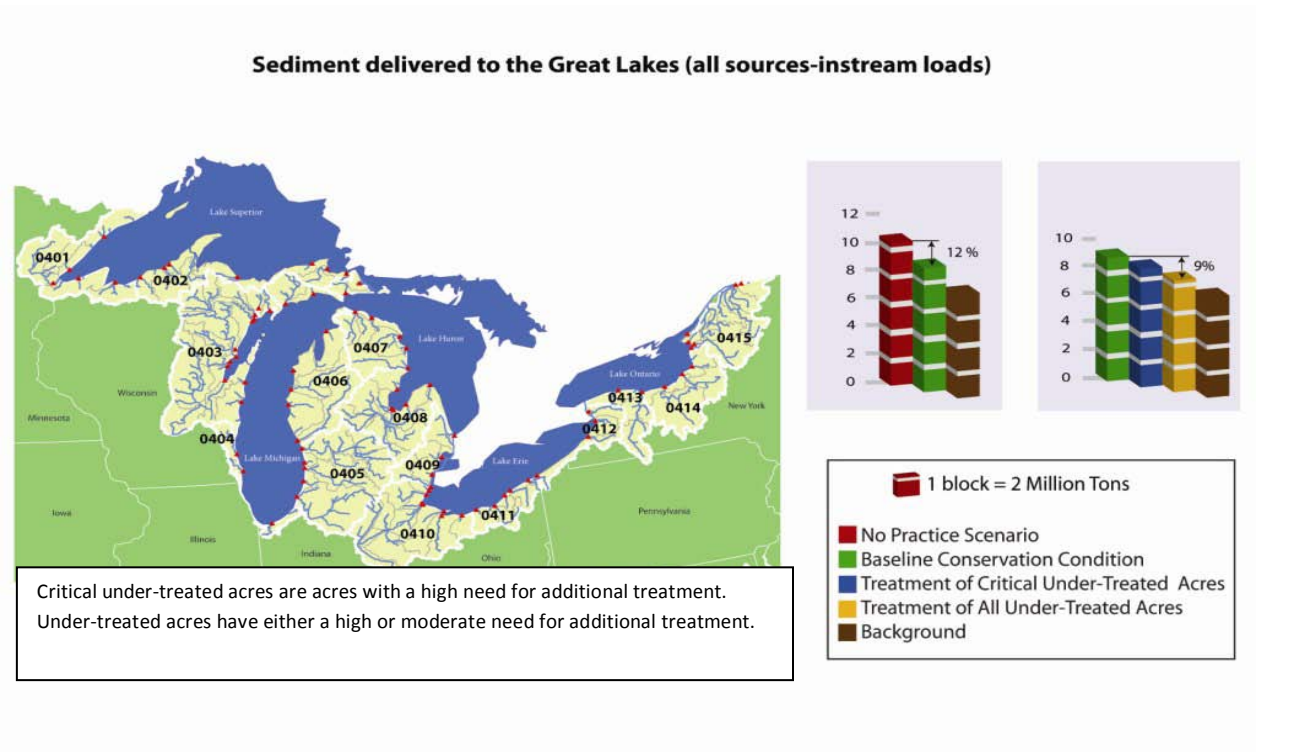 Sediment delivered to the Great Lakes (all sources-instream loads)
Lake Superior
0401
0402
0403
0407
Lake Huron
0406
0415
Lake Ontario
Wisconsin
0413
0414
New York
Minnesota
0408
0412
0404
Lake Michigan
0409
Lake Erie
0405
Iowa
Pennsylvania
0411
0410
Illinois
Indiana
Ohio
12
10
8
6
4
2
0
12 %
10
8
6
4
2
0
9%
1 block = 2 Million Tons
No Practice Scenario
Baseline Conservation Condition
Treatment of Critical Under-Treated Acres
Treatment of All Under-Treated Acres
Background
Critical under-treated acres are acres with a high need for additional treatment.
Under-treated acres have either a high or moderate need for additional treatment.